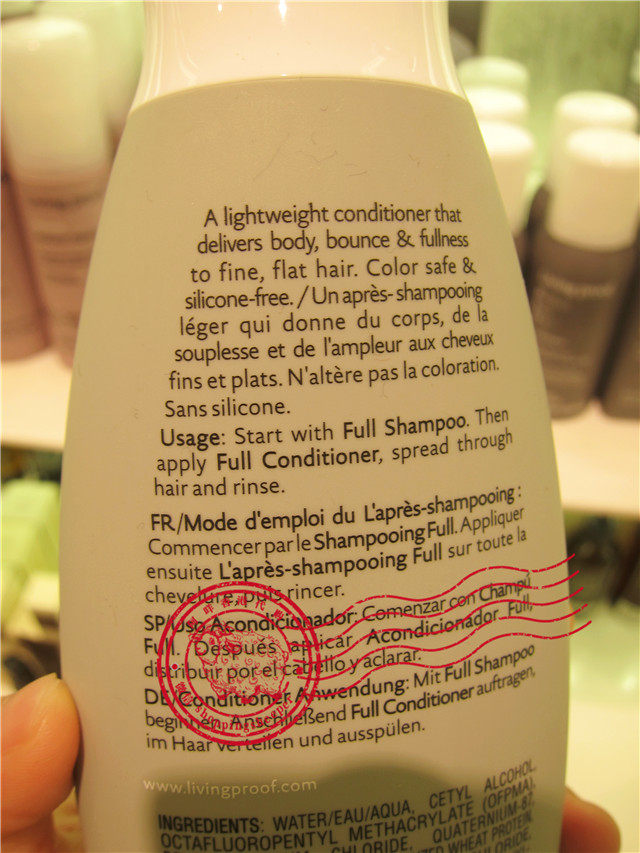 A lightweight conditioner that
delivers body, bounce & fullness
to fine, flat hair. Color safe &
silicone-free. / Un après-shampooing
léger qui donne du corps, de la
souplesse et de l'ampleur aux cheveux
fins et plats. N'altère pas la coloration.
Sans silicone.
Usage: Start with Full Shampoo. Then
apply Full Conditioner, spread through
hair and rinse.
FR/Mode d'emploi du L'après-shampooing :
Commencer par le Shampooing Full. Appliquer
ensuite L'après-shampooing Full sur toute la
chevelure, puis rincer.
SP/Uso Acondicionador: Comenzar con Champú
Full. Después aplicar Acondicionador Full,
distribuir por el cabello y aclarar.
DE/Conditioner Anwendung: Mit Full Shampoo
beginnen. Anschließend Full Conditioner auftragen,
im Haar verteilen und ausspülen.
www.livingproof.com
INGREDIENTS: WATER/EAU/AQUA, CETYL ALCOHOL,
OCTAFLUOROPENTYL METHACRYLATE (OFPMA),
CHLORIDE, QUATERNIUM-87,
WHEAT PROTEIN